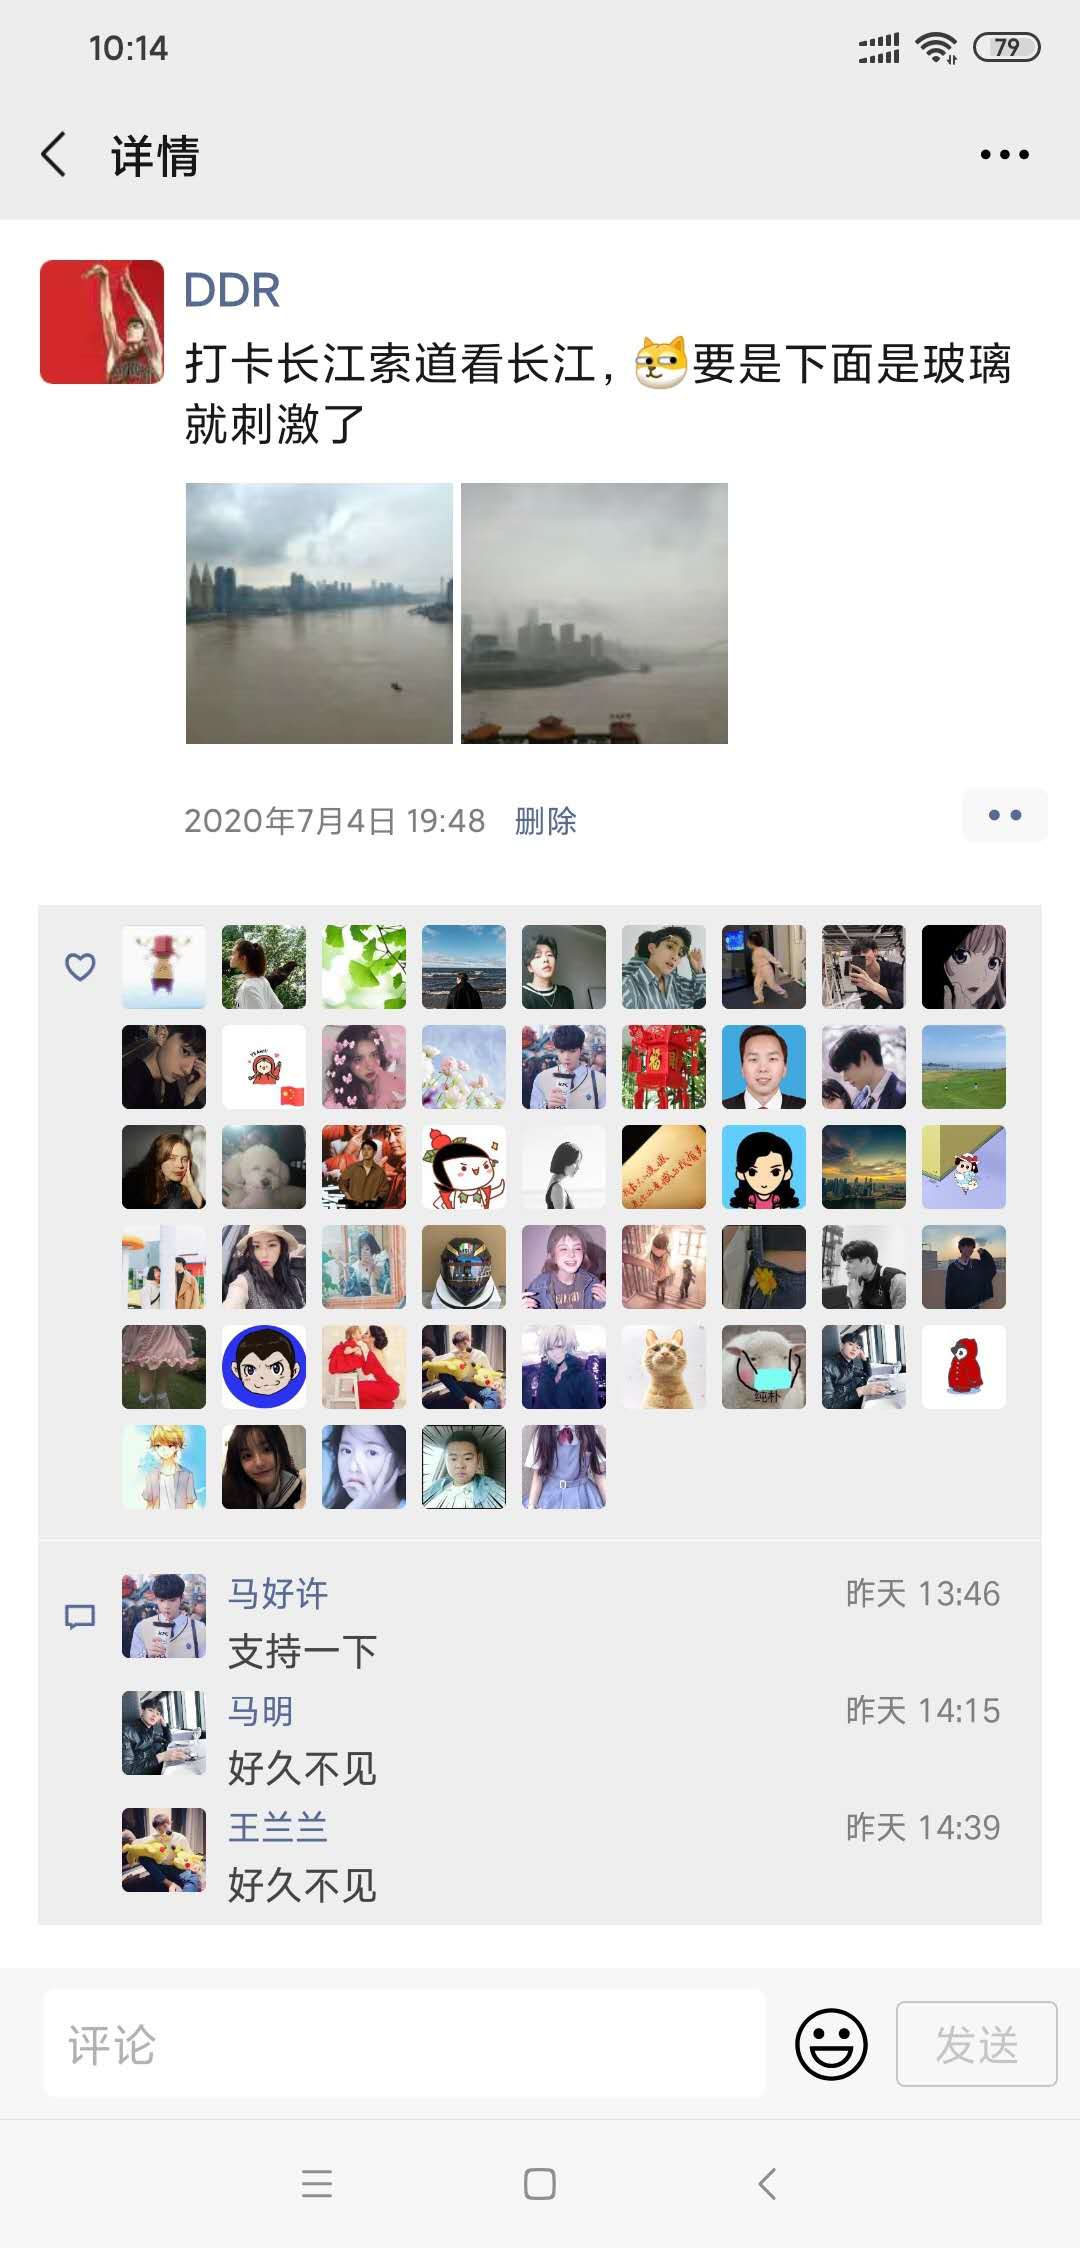 10:14
79
详情
DDR
打卡长江索道看长江，要是下面是玻璃
就刺激了
2020年7月4日 19:48 删除
纯朴
马好许 昨天 13:46
支持一下
马明 昨天 14:15
好久不见
王兰兰 昨天 14:39
好久不见
评论
发送